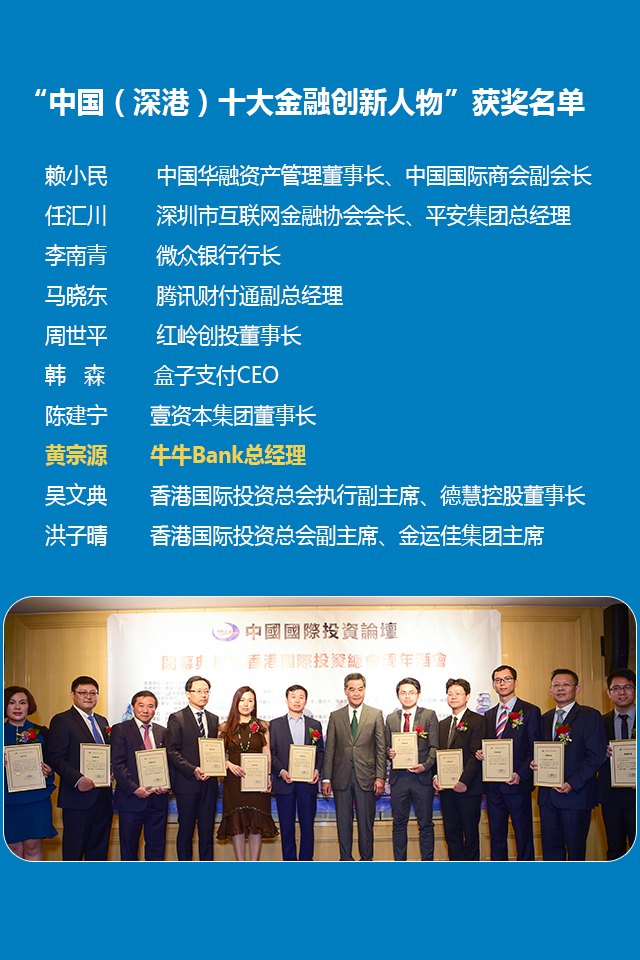 “中国（深港）十大金融创新人物”获奖名单
赖小民 中国华融资产管理董事长、中国国际商会副会长
任汇川 深圳市互联网金融协会会长、平安集团总经理
李南青 微众银行行长
马晓东 腾讯财付通副总经理
周世平 红岭创投董事长
韩 森 盒子支付CEO
陈建宁 壹资本集团董事长
黄宗源 牛牛Bank总经理
吴文典 香港国际投资总会执行副主席、德慧控股董事长
洪子晴 香港国际投资总会副主席、金运佳集团主席
中國國際投資論壇
開幕典 香港國際投資總會周年酒會